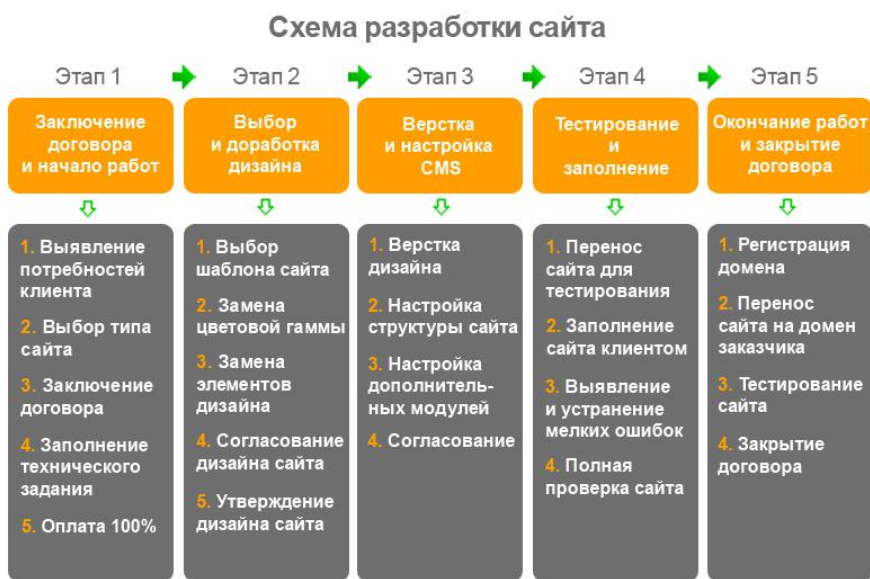 Схема разработки сайта
Этап 1
Этап 2
Этап 3
Этап 4
Этап 5
Заключение
договора
и начало работ
Выбор
и доработка
дизайна
Верстка
и настройка
CMS
Тестирование
и
заполнение
Окончание работ
и закрытие
договора
1. Выявление
потребностей
клиента
2. Выбор типа
сайта
3. Заключение
договора
4. Заполнение
технического
задания
5. Оплата 100%
1. Выбор
шаблона сайта
2. Замена
цветовой гаммы
3. Замена
элементов
дизайна
4. Согласование
дизайна сайта
5. Утверждение
дизайна сайта
1. Верстка
дизайна
2. Настройка
структуры сайта
3. Настройка
дополнитель-
ных модулей
4. Согласование
1. Перенос
сайта для
тестирования
2. Заполнение
сайта клиентом
3. Выявление
и устранение
мелких ошибок
4. Полная
проверка сайта
1. Регистрация
домена
2. Перенос
сайта на домен
заказчика
3. Тестирование
сайта
4. Закрытие
договора